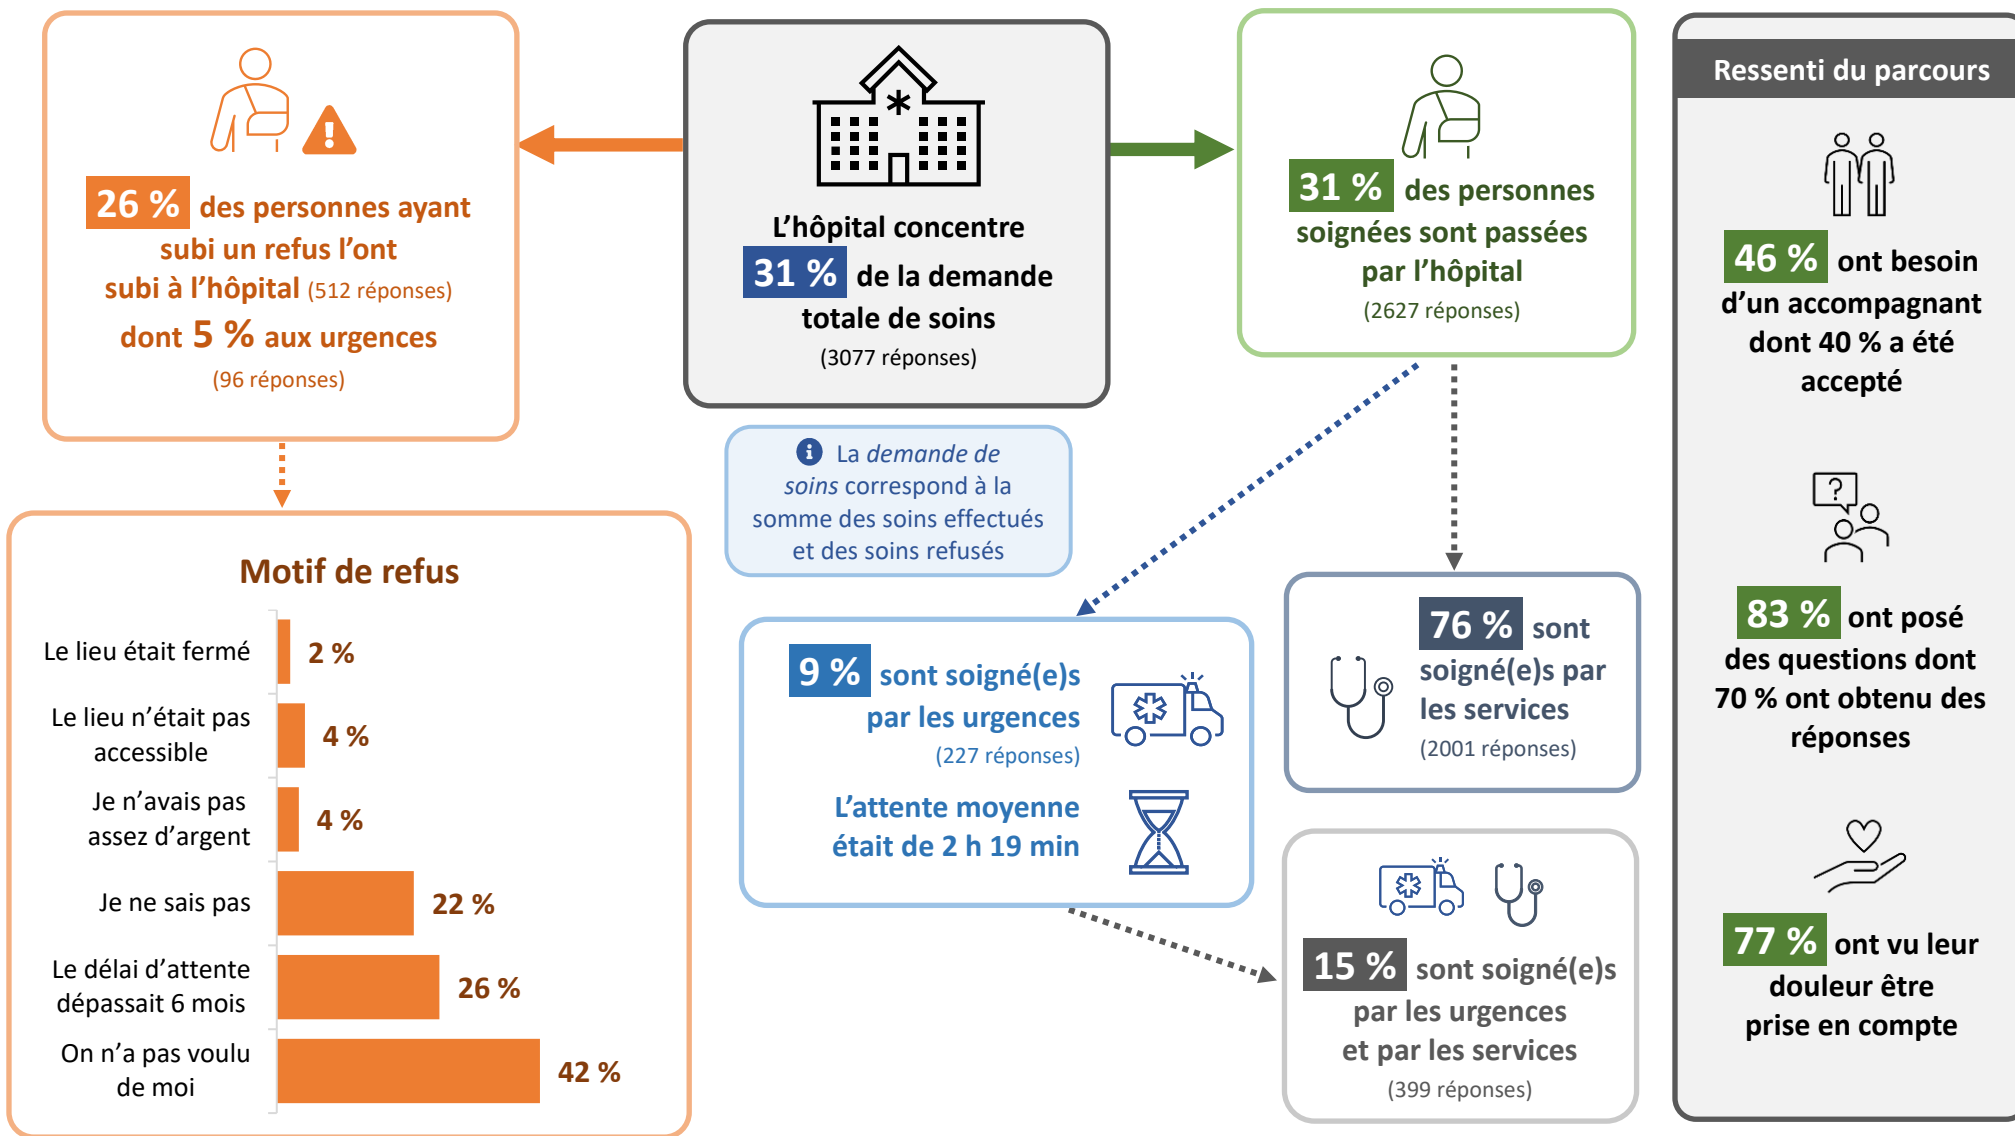 26 % des personnes ayant
subi un refus l’ont
subi à l’hôpital (512 réponses)
dont 5 % aux urgences
(96 réponses)
L’hôpital concentre
31 % de la demande
totale de soins
(3077 réponses)
31 % des personnes
soignées sont passées
par l’hôpital
(2627 réponses)
i La demande de
soins correspond à la
somme des soins effectués
et des soins refusés
Motif de refus
Le lieu était fermé
2 %
Le lieu n’était pas
accessible
4 %
Je n’avais pas
assez d’argent
4 %
Je ne sais pas
22 %
Le délai d’attente
dépassait 6 mois
26 %
On n’a pas voulu
de moi
42 %
9 % sont soigné(e)s
par les urgences
(227 réponses)
L’attente moyenne
était de 2 h 19 min
76 % sont
soigné(e)s par
les services
(2001 réponses)
15 % sont soigné(e)s
par les urgences
et par les services
(399 réponses)
Ressenti du parcours
46 % ont besoin
d’un accompagnant
dont 40 % a été
accepté
?
83 % ont posé
des questions dont
70 % ont obtenu des
réponses
77 % ont vu leur
douleur être
prise en compte